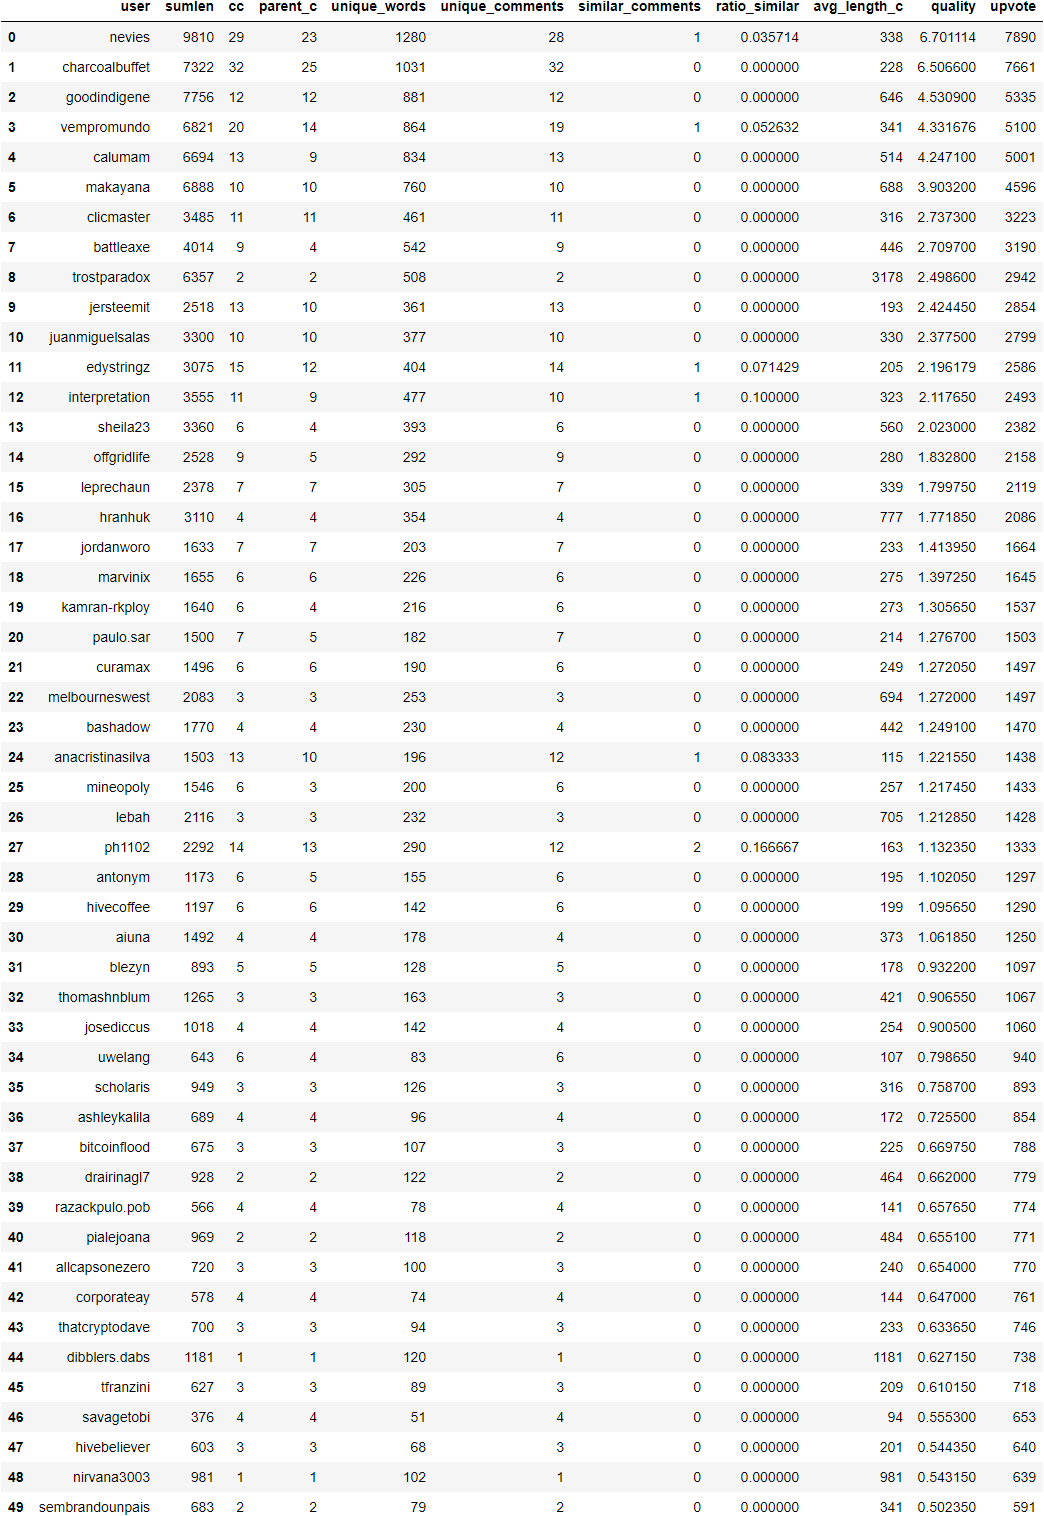 user sumlen cc parent_c unique_words unique_comments similar_comments ratio_similar avg_length_c quality upvote
0 nevies 9810 29 23 1280 28 1 0.035714 338 6.701114 7890
1 charcoalbuffet 7322 32 25 1031 32 0 0.000000 228 6.506600 7661
2 goodindigene 7756 12 12 881 12 0 0.000000 646 4.530900 5335
3 vempromundo 6821 20 14 864 19 1 0.052632 341 4.331676 5100
4 calumam 6694 13 9 834 13 0 0.000000 514 4.247100 5001
5 makayana 6888 10 10 760 10 0 0.000000 688 3.903200 4596
6 clicmaster 3485 11 11 461 11 0 0.000000 316 2.737300 3223
7 battleaxe 4014 9 4 542 9 0 0.000000 446 2.709700 3190
8 trostparadox 6357 2 2 508 2 0 0.000000 3178 2.498600 2942
9 jersteemit 2518 13 10 361 13 0 0.000000 193 2.424450 2854
10 juanmiguelsalas 3300 10 10 377 10 0 0.000000 330 2.377500 2799
11 edystringz 3075 15 12 404 14 1 0.071429 205 2.196179 2586
12 interpretation 3555 11 9 477 10 1 0.100000 323 2.117650 2493
13 sheila23 3360 6 4 393 6 0 0.000000 560 2.023000 2382
14 offgridlife 2528 9 5 292 9 0 0.000000 280 1.832800 2158
15 leprechaun 2378 7 7 305 7 0 0.000000 339 1.799750 2119
16 hranhuk 3110 4 4 354 4 0 0.000000 777 1.771850 2086
17 jordanworo 1633 7 7 203 7 0 0.000000 233 1.413950 1664
18 marvinix 1655 6 6 226 6 0 0.000000 275 1.397250 1645
19 kamran-rkploy 1640 6 4 216 6 0 0.000000 273 1.305650 1537
20 paulo.sar 1500 7 5 182 7 0 0.000000 214 1.276700 1503
21 curamax 1496 6 6 190 6 0 0.000000 249 1.272050 1497
22 melbourneswest 2083 3 3 253 3 0 0.000000 694 1.272000 1497
23 bashadow 1770 4 4 230 4 0 0.000000 442 1.249100 1470
24 anacristinasilva 1503 13 10 196 12 1 0.083333 115 1.221550 1438
25 mineopoly 1546 6 3 200 6 0 0.000000 257 1.217450 1433
26 lebah 2116 3 3 232 3 0 0.000000 705 1.212850 1428
27 ph1102 2292 14 13 290 12 2 0.166667 163 1.132350 1333
28 antonym 1173 6 5 155 6 0 0.000000 195 1.102050 1297
29 hivecoffee 1197 6 6 142 6 0 0.000000 199 1.095650 1290
30 aiuna 1492 4 4 178 4 0 0.000000 373 1.061850 1250
31 blezyn 893 5 5 128 5 0 0.000000 178 0.932200 1097
32 thomashnblum 1265 3 3 163 3 0 0.000000 421 0.906550 1067
33 josediccus 1018 4 4 142 4 0 0.000000 254 0.900500 1060
34 uwelang 643 6 4 83 6 0 0.000000 107 0.798650 940
35 scholaris 949 3 3 126 3 0 0.000000 316 0.758700 893
36 ashleykalila 689 4 4 96 4 0 0.000000 172 0.725500 854
37 bitcoinflood 675 3 3 107 3 0 0.000000 225 0.669750 788
38 drairinagl7 928 2 2 122 2 0 0.000000 464 0.662000 779
39 razackpulo.pob 566 4 4 78 4 0 0.000000 141 0.657650 774
40 pialejoana 969 2 2 118 2 0 0.000000 484 0.655100 771
41 allcapsonezero 720 3 3 100 3 0 0.000000 240 0.654000 770
42 corporateay 578 4 4 74 4 0 0.000000 144 0.647000 761
43 thatcryptodave 700 3 3 94 3 0 0.000000 233 0.633650 746
44 dibblers.dabs 1181 1 1 120 1 0 0.000000 1181 0.627150 738
45 tfranzini 627 3 3 89 3 0 0.000000 209 0.610150 718
46 savagetobi 376 4 4 51 4 0 0.000000 94 0.555300 653
47 hivebeliever 603 3 3 68 3 0 0.000000 201 0.544350 640
48 nirvana3003 981 1 1 102 1 0 0.000000 981 0.543150 639
49 sembrandounpais 683 2 2 79 2 0 0.000000 341 0.502350 591